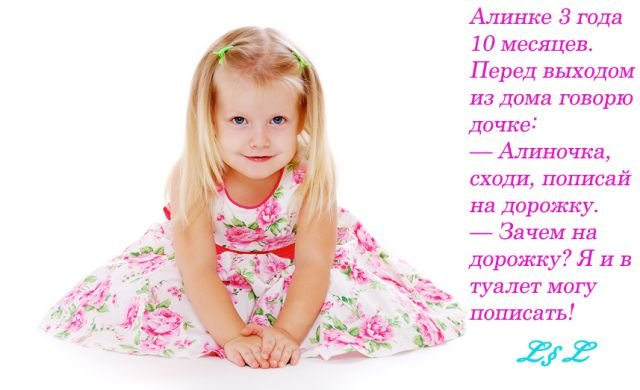 Алинке 3 года
10 месяцев.
Перед выходом
из дома говорю
дочке:
— Алиночка,
сходи, пописай
на дорожку.
— Зачем на
дорожку? Я и в
туалет могу
пописать!
L§L